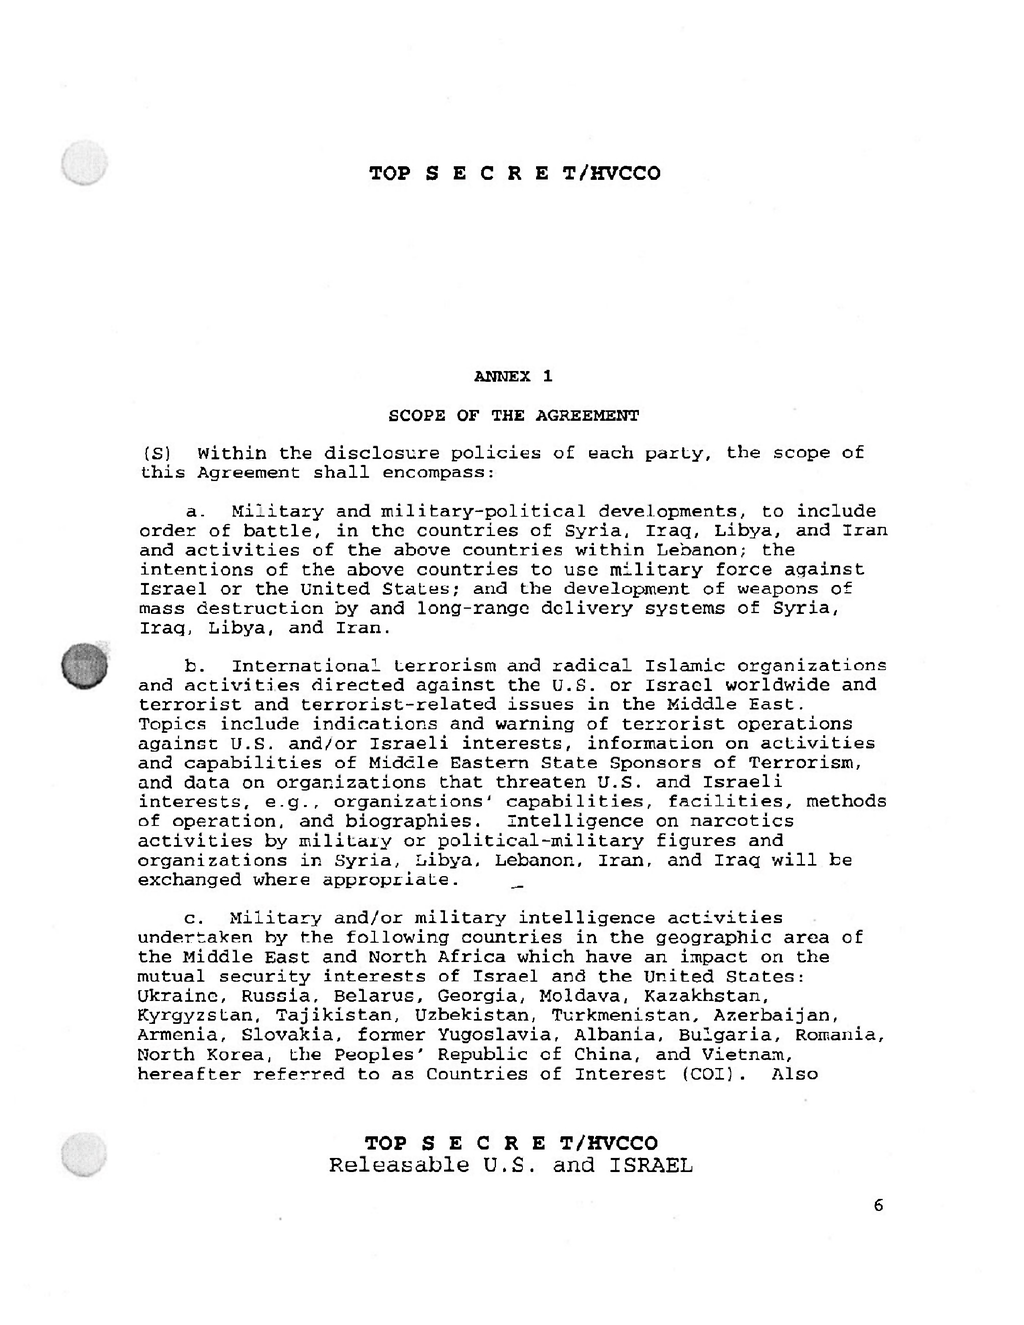 TOP S E C R E T/HVCCO
ANNEX 1
SCOPE OF THE AGREEMENT
(S) Within the disclosure policies of each party, the scope of
this Agreement shall encompass:
a. Military and military-political developments, to include
order of battle, in the countries of Syria, Iraq, Libya, and Iran
and activities of the above countries within Lebanon; the
intentions of the above countries to use military force against
Israel or the United States; and the development of weapons of
mass destruction by and long-range delivery systems of Syria,
Iraq, Libya, and Iran.
b. International terrorism and radical Islamic organizations
and activities directed against the U.S. or Israel worldwide and
terrorist and terrorist-related issues in the Middle East.
Topics include indications and warning of terrorist operations
against U.S. and/or Israeli interests, information on activities
and capabilities of Middle Eastern State Sponsors of Terrorism,
and data on organizations that threaten U.S. and Israeli
interests, e.g., organizations' capabilities, facilities, methods
of operation, and biographies. Intelligence on narcotics
activities by military or political-military figures and
organizations in Syria, Libya, Lebanon, Iran, and Iraq will be
exchanged where appropriate.
c. Military and/or military intelligence activities
undertaken by the following countries in the geographic area of
the Middle East and North Africa which have an impact on the
mutual security interests of Israel and the United States:
Ukraine, Russia, Belarus, Georgia, Moldava, Kazakhstan,
Kyrgyzstan, Tajikistan, Uzbekistan, Turkmenistan, Azerbaijan,
Armenia, Slovakia, former Yugoslavia, Albania, Bulgaria, Romania,
North Korea, the Peoples' Republic of China, and Vietnam,
hereafter referred to as Countries of Interest (COI). Also
TOP S E C R E T/HVCCO
Releasable U.S. and ISRAEL
6